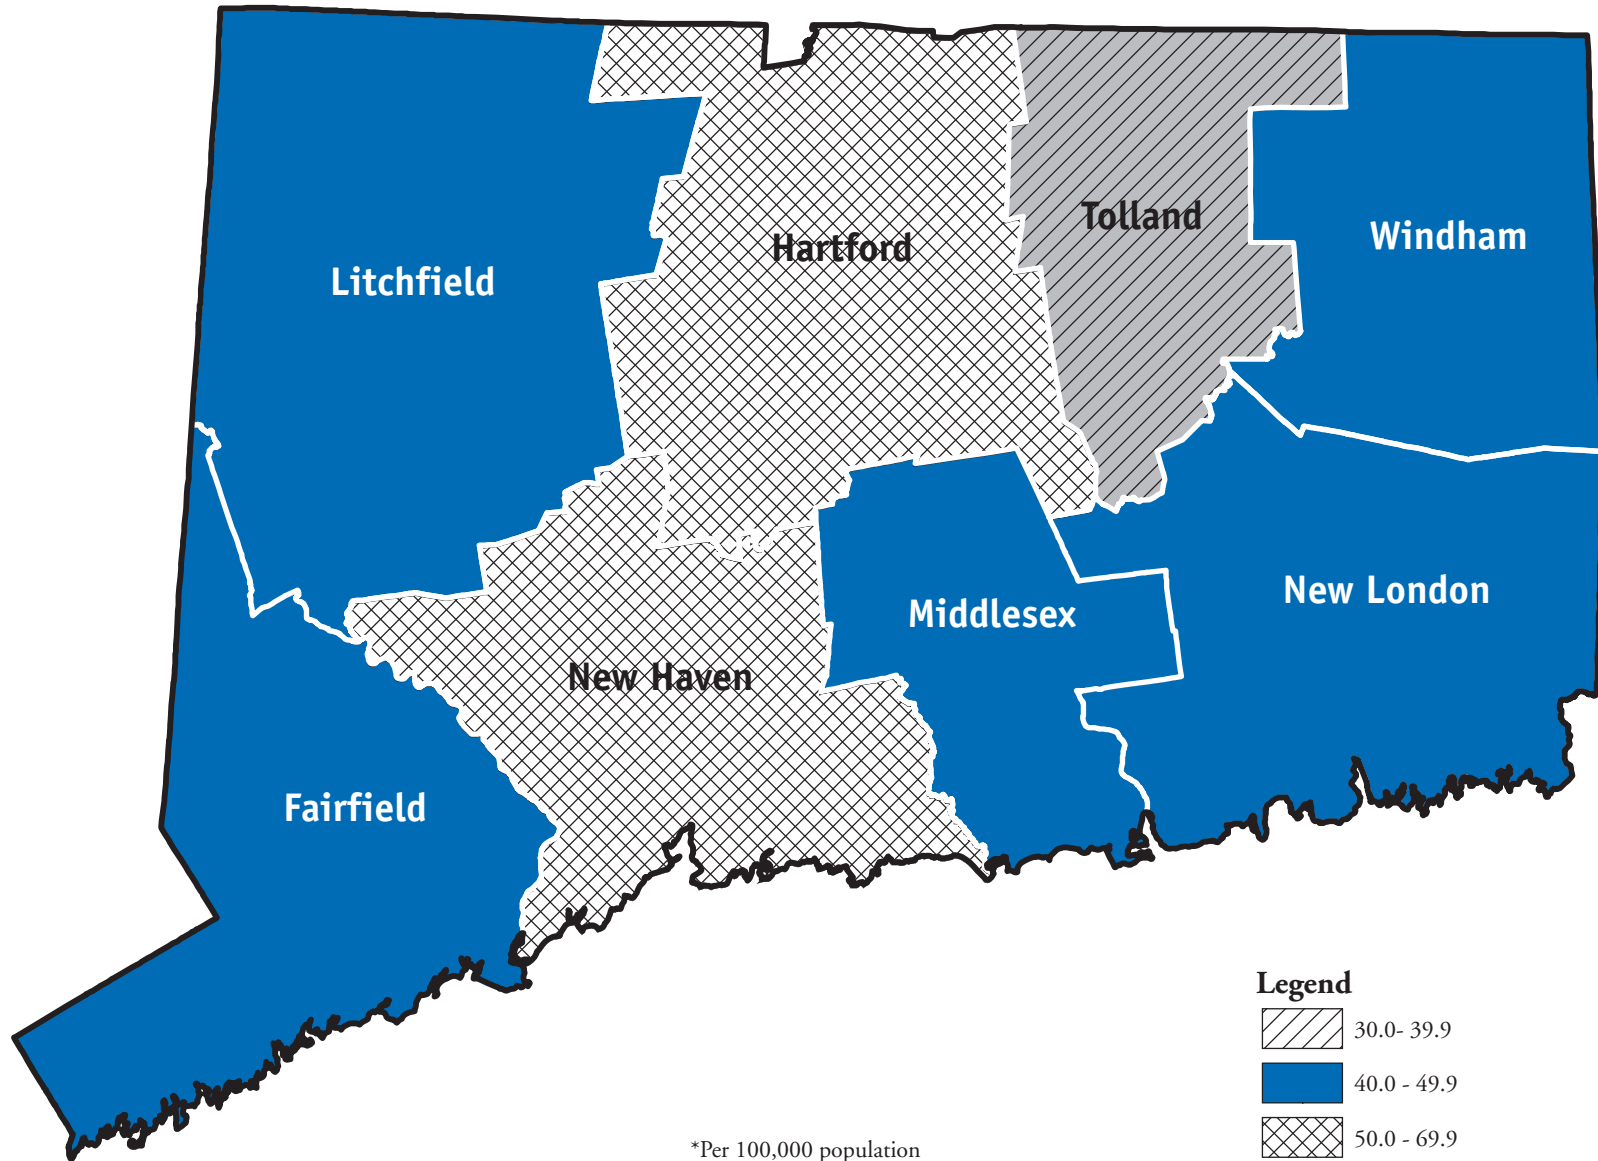 Tolland
Windham
Hartford
Litchfield
New London
Middlesex
New Haven
Fairfield
Legend
30.0- 39.9
40.0 - 49.9
50.0 - 69.9
*Per 100,000 population